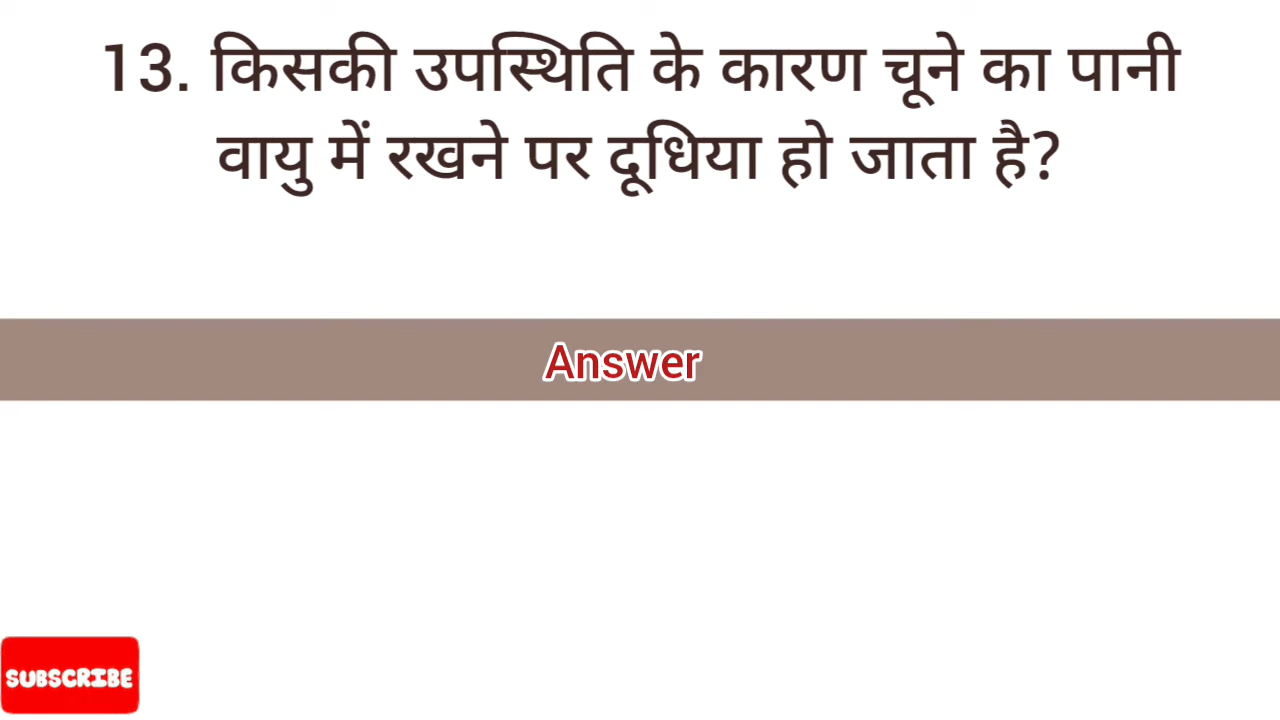 13. किसकी उपस्थिति के कारण चूने का पानी
वायु में रखने पर दूधिया हो जाता है?
Answer
SUBSCRIBE